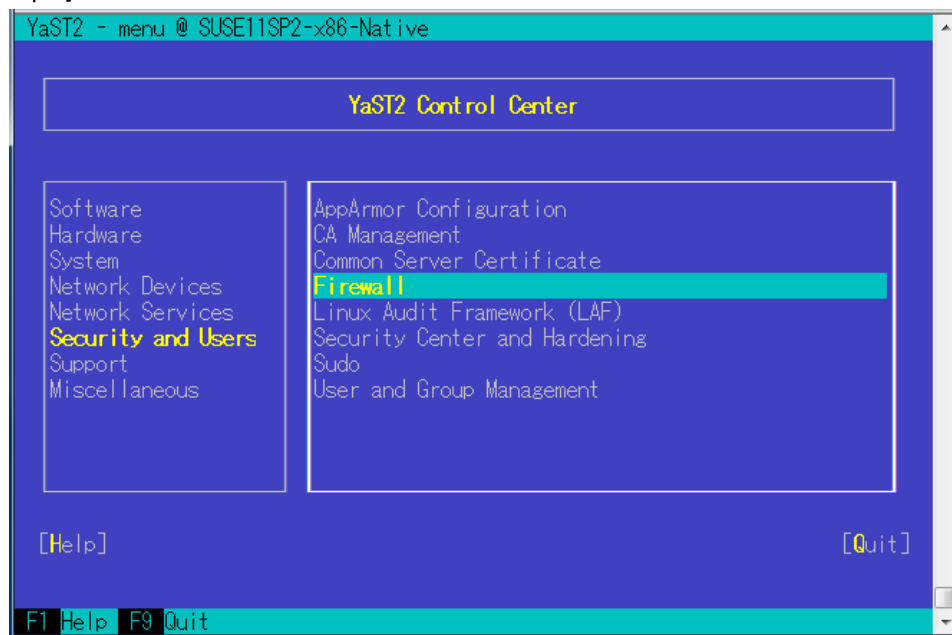 YaST2 - menu @ SUSE11SP2-x86-Native
YaST2 Control Center
Software
Hardware
System
Network Devices
Network Services
Security and Users
Support
Miscellaneous
AppArmor Configuration
CA Management
Common Server Certificate
Firewall
Linux Audit Framework (LAF)
Security Center and Hardening
Sudo
User and Group Management
[Help]
[Quit]
F1 Help F9 Quit